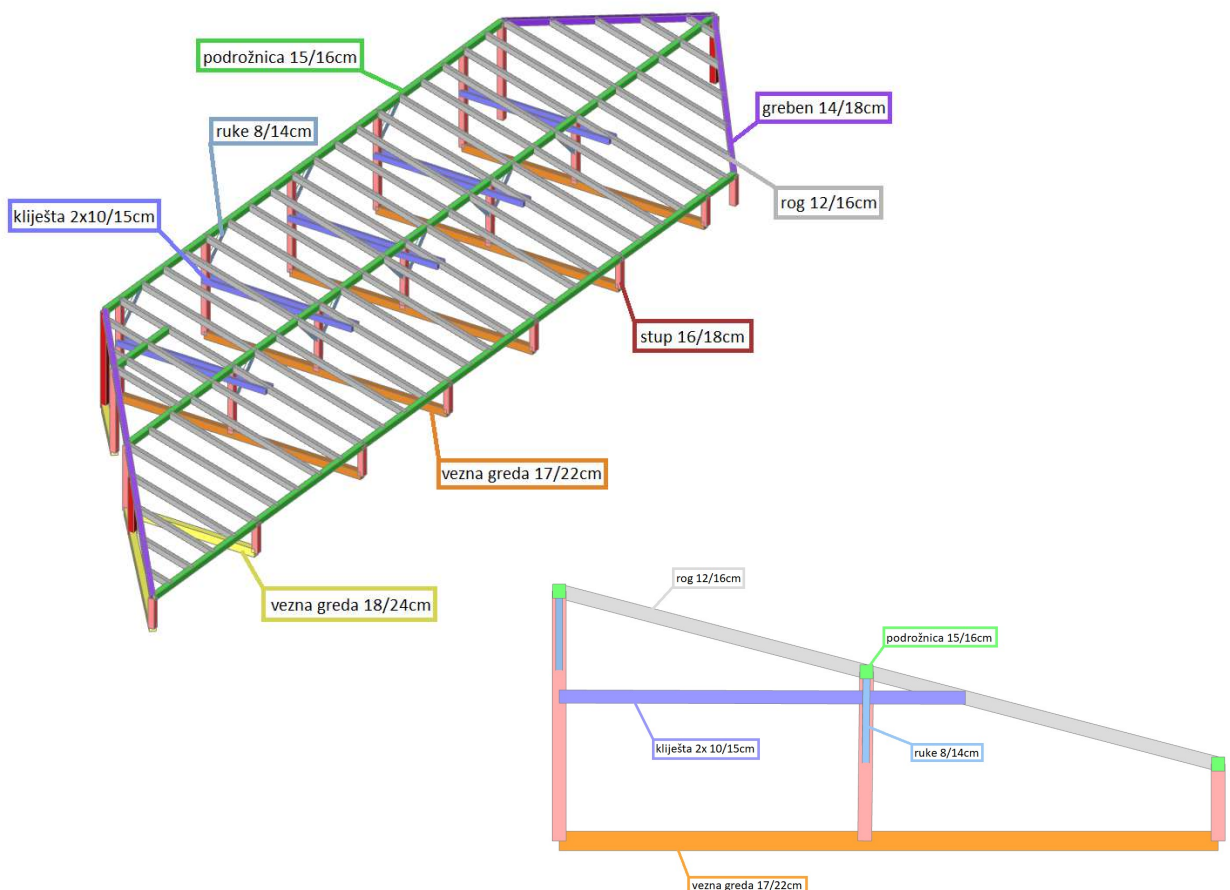 podrožnica 15/16cm
greben 14/18cm
ruke 8/14cm
rog 12/16cm
kliješta 2x10/15cm
stup 16/18cm
vezna greda 17/22cm
vezna greda 18/24cm
rog 12/16cm
podrožnica 15/16cm
kliješta 2x 10/15cm
ruke 8/14cm
vezna greda 17/22cm